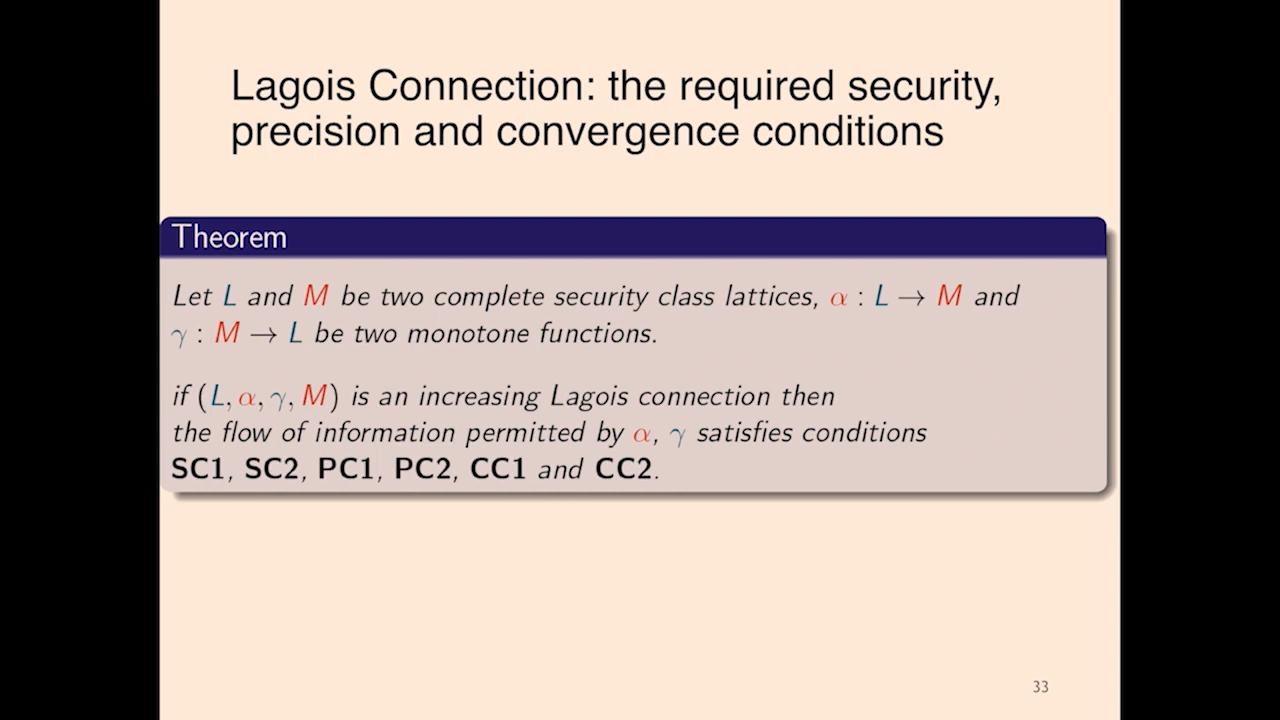 Lagois Connection: the required security,
precision and convergence conditions
Theorem
Let L and M be two complete security class lattices, α : L → M and
γ : M → L be two monotone functions.
if (L, α, γ, M) is an increasing Lagois connection then
the flow of information permitted by α, γ satisfies conditions
SC1, SC2, PC1, PC2, CC1 and CC2.
33